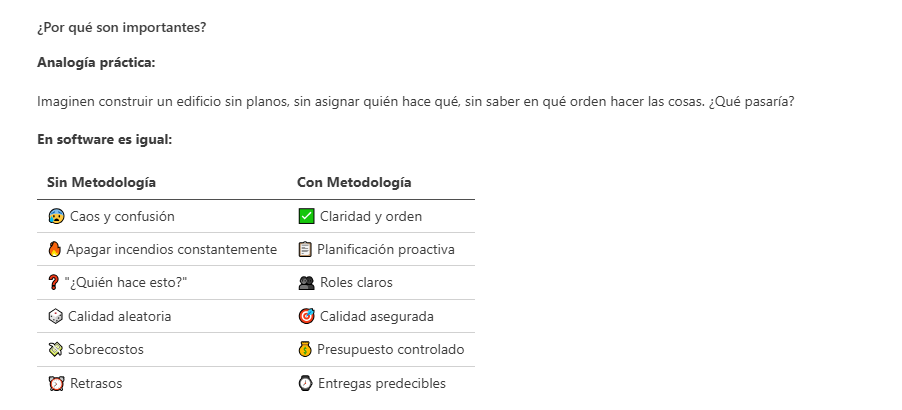 ¿Por qué son importantes?
Analogía práctica:
Imaginen construir un edificio sin planos, sin asignar quién hace qué, sin saber en qué orden hacer las cosas. ¿Qué pasaría?
En software es igual:
Sin Metodología Con Metodología
😰 Caos y confusión ✅ Claridad y orden
🔥 Apagar incendios constantemente 📋 Planificación proactiva
❓ "¿Quién hace esto?" 👥 Roles claros
🎲 Calidad aleatoria 🎯 Calidad asegurada
💸 Sobrecostos 💰 Presupuesto controlado
⏰ Retrasos ⌚ Entregas predecibles